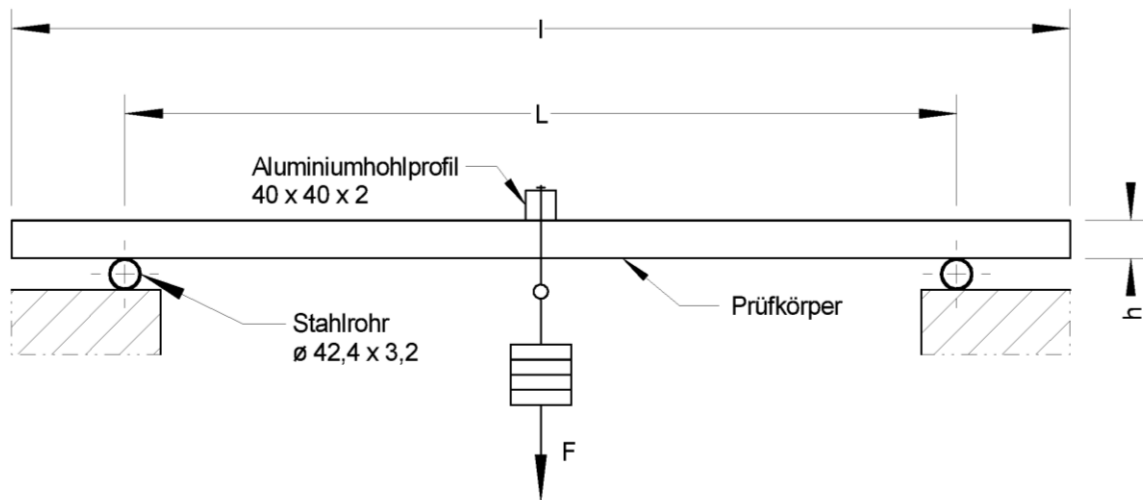 l
L
Aluminiumhohlprofil
40 x 40 x 2
Stahlrohr
ø 42,4 x 3,2
Prüfkörper
h
F